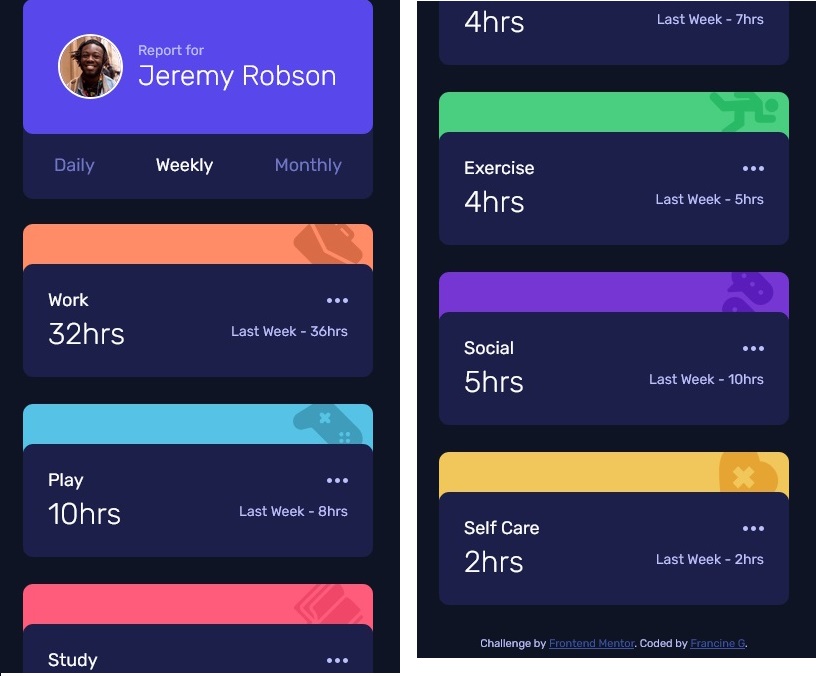 Report for
Jeremy Robson
Daily Weekly Monthly
Work
32hrs Last Week - 36hrs
Play
10hrs Last Week - 8hrs
Study
4hrs Last Week - 7hrs
Exercise
4hrs Last Week - 5hrs
Social
5hrs Last Week - 10hrs
Self Care
2hrs Last Week - 2hrs
Challenge by Frontend Mentor. Coded by Francine G.